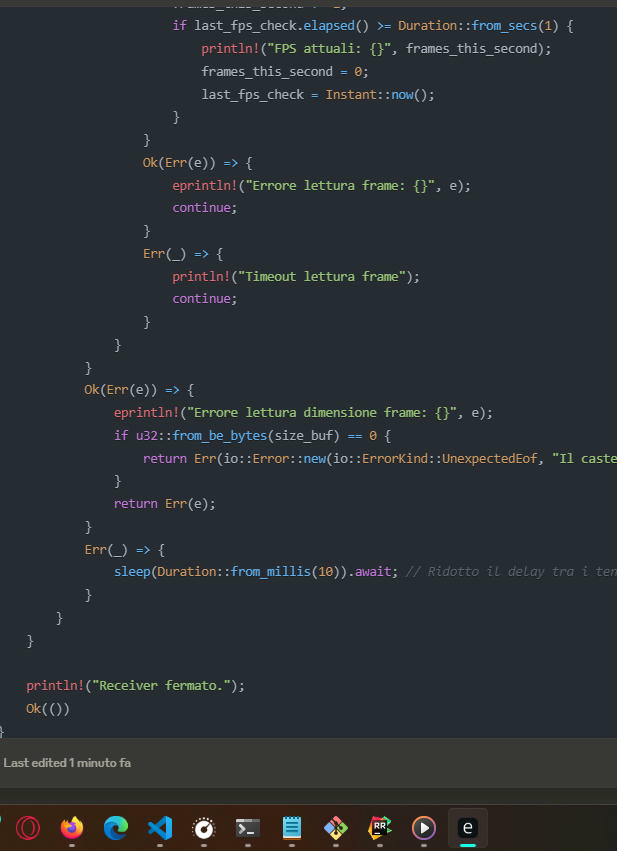 if last_fps_check.elapsed() >= Duration::from_secs(1) {
println!("FPS attuali: {}", frames_this_second);
frames_this_second = 0;
last_fps_check = Instant::now();
}
}
Ok(Err(e)) => {
eprintln!("Errore lettura frame: {}", e);
continue;
}
Err(_) => {
println!("Timeout lettura frame");
continue;
}
}
}
Ok(Err(e)) => {
eprintln!("Errore lettura dimensione frame: {}", e);
if u32::from_be_bytes(size_buf) == 0 {
return Err(io::Error::new(io::ErrorKind::UnexpectedEof, "Il caste
}
return Err(e);
}
Err(_) => {
sleep(Duration::from_millis(10)).await; // Ridotto il delay tra i ten
}
}
}
println!("Receiver fermato.");
Ok(())
}
Last edited 1 minuto fa
RR
e